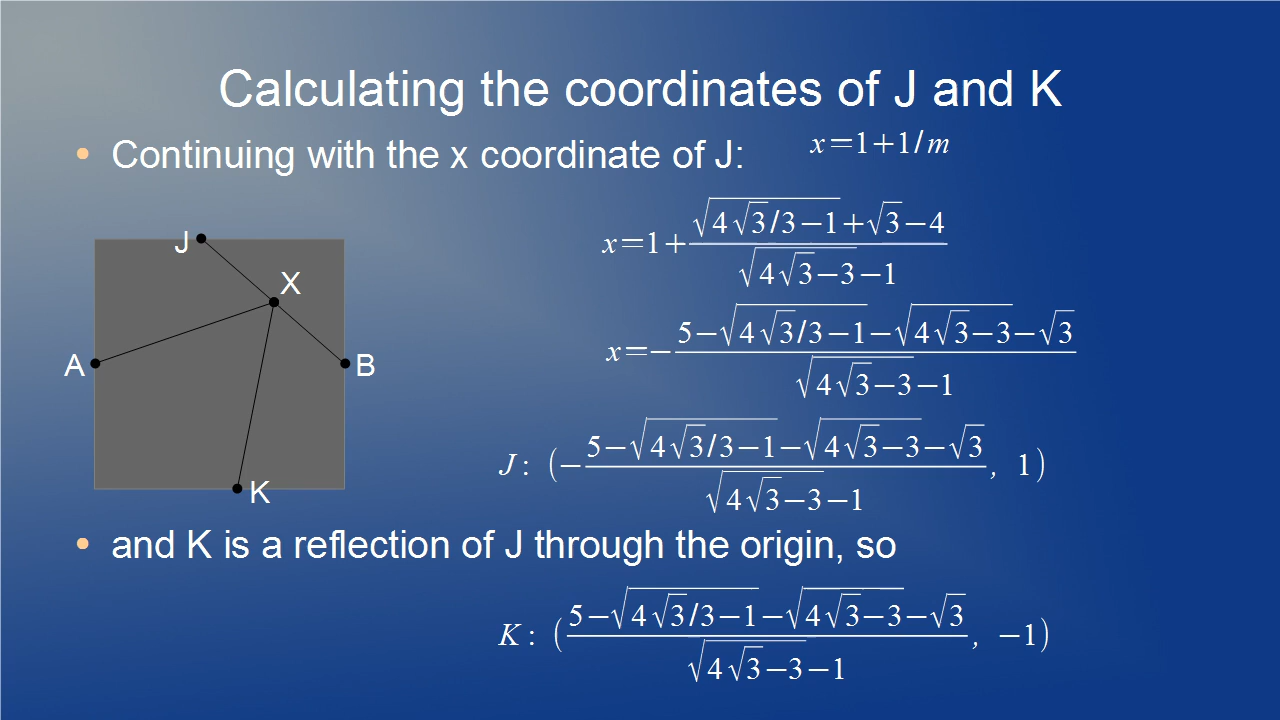 Calculating the coordinates of J and K
• Continuing with the x coordinate of J: x=1+1/m
x=1+(√(4√3/3−1)+√3−4)/(√(4√3−3)−1)
x=−(5−√(4√3/3−1)−√(4√3−3)−√3)/(√(4√3−3)−1)
J
X
A
B
K
J: (−(5−√(4√3/3−1)−√(4√3−3)−√3)/(√(4√3−3)−1), 1)
• and K is a reflection of J through the origin, so
K: ((5−√(4√3/3−1)−√(4√3−3)−√3)/(√(4√3−3)−1), −1)